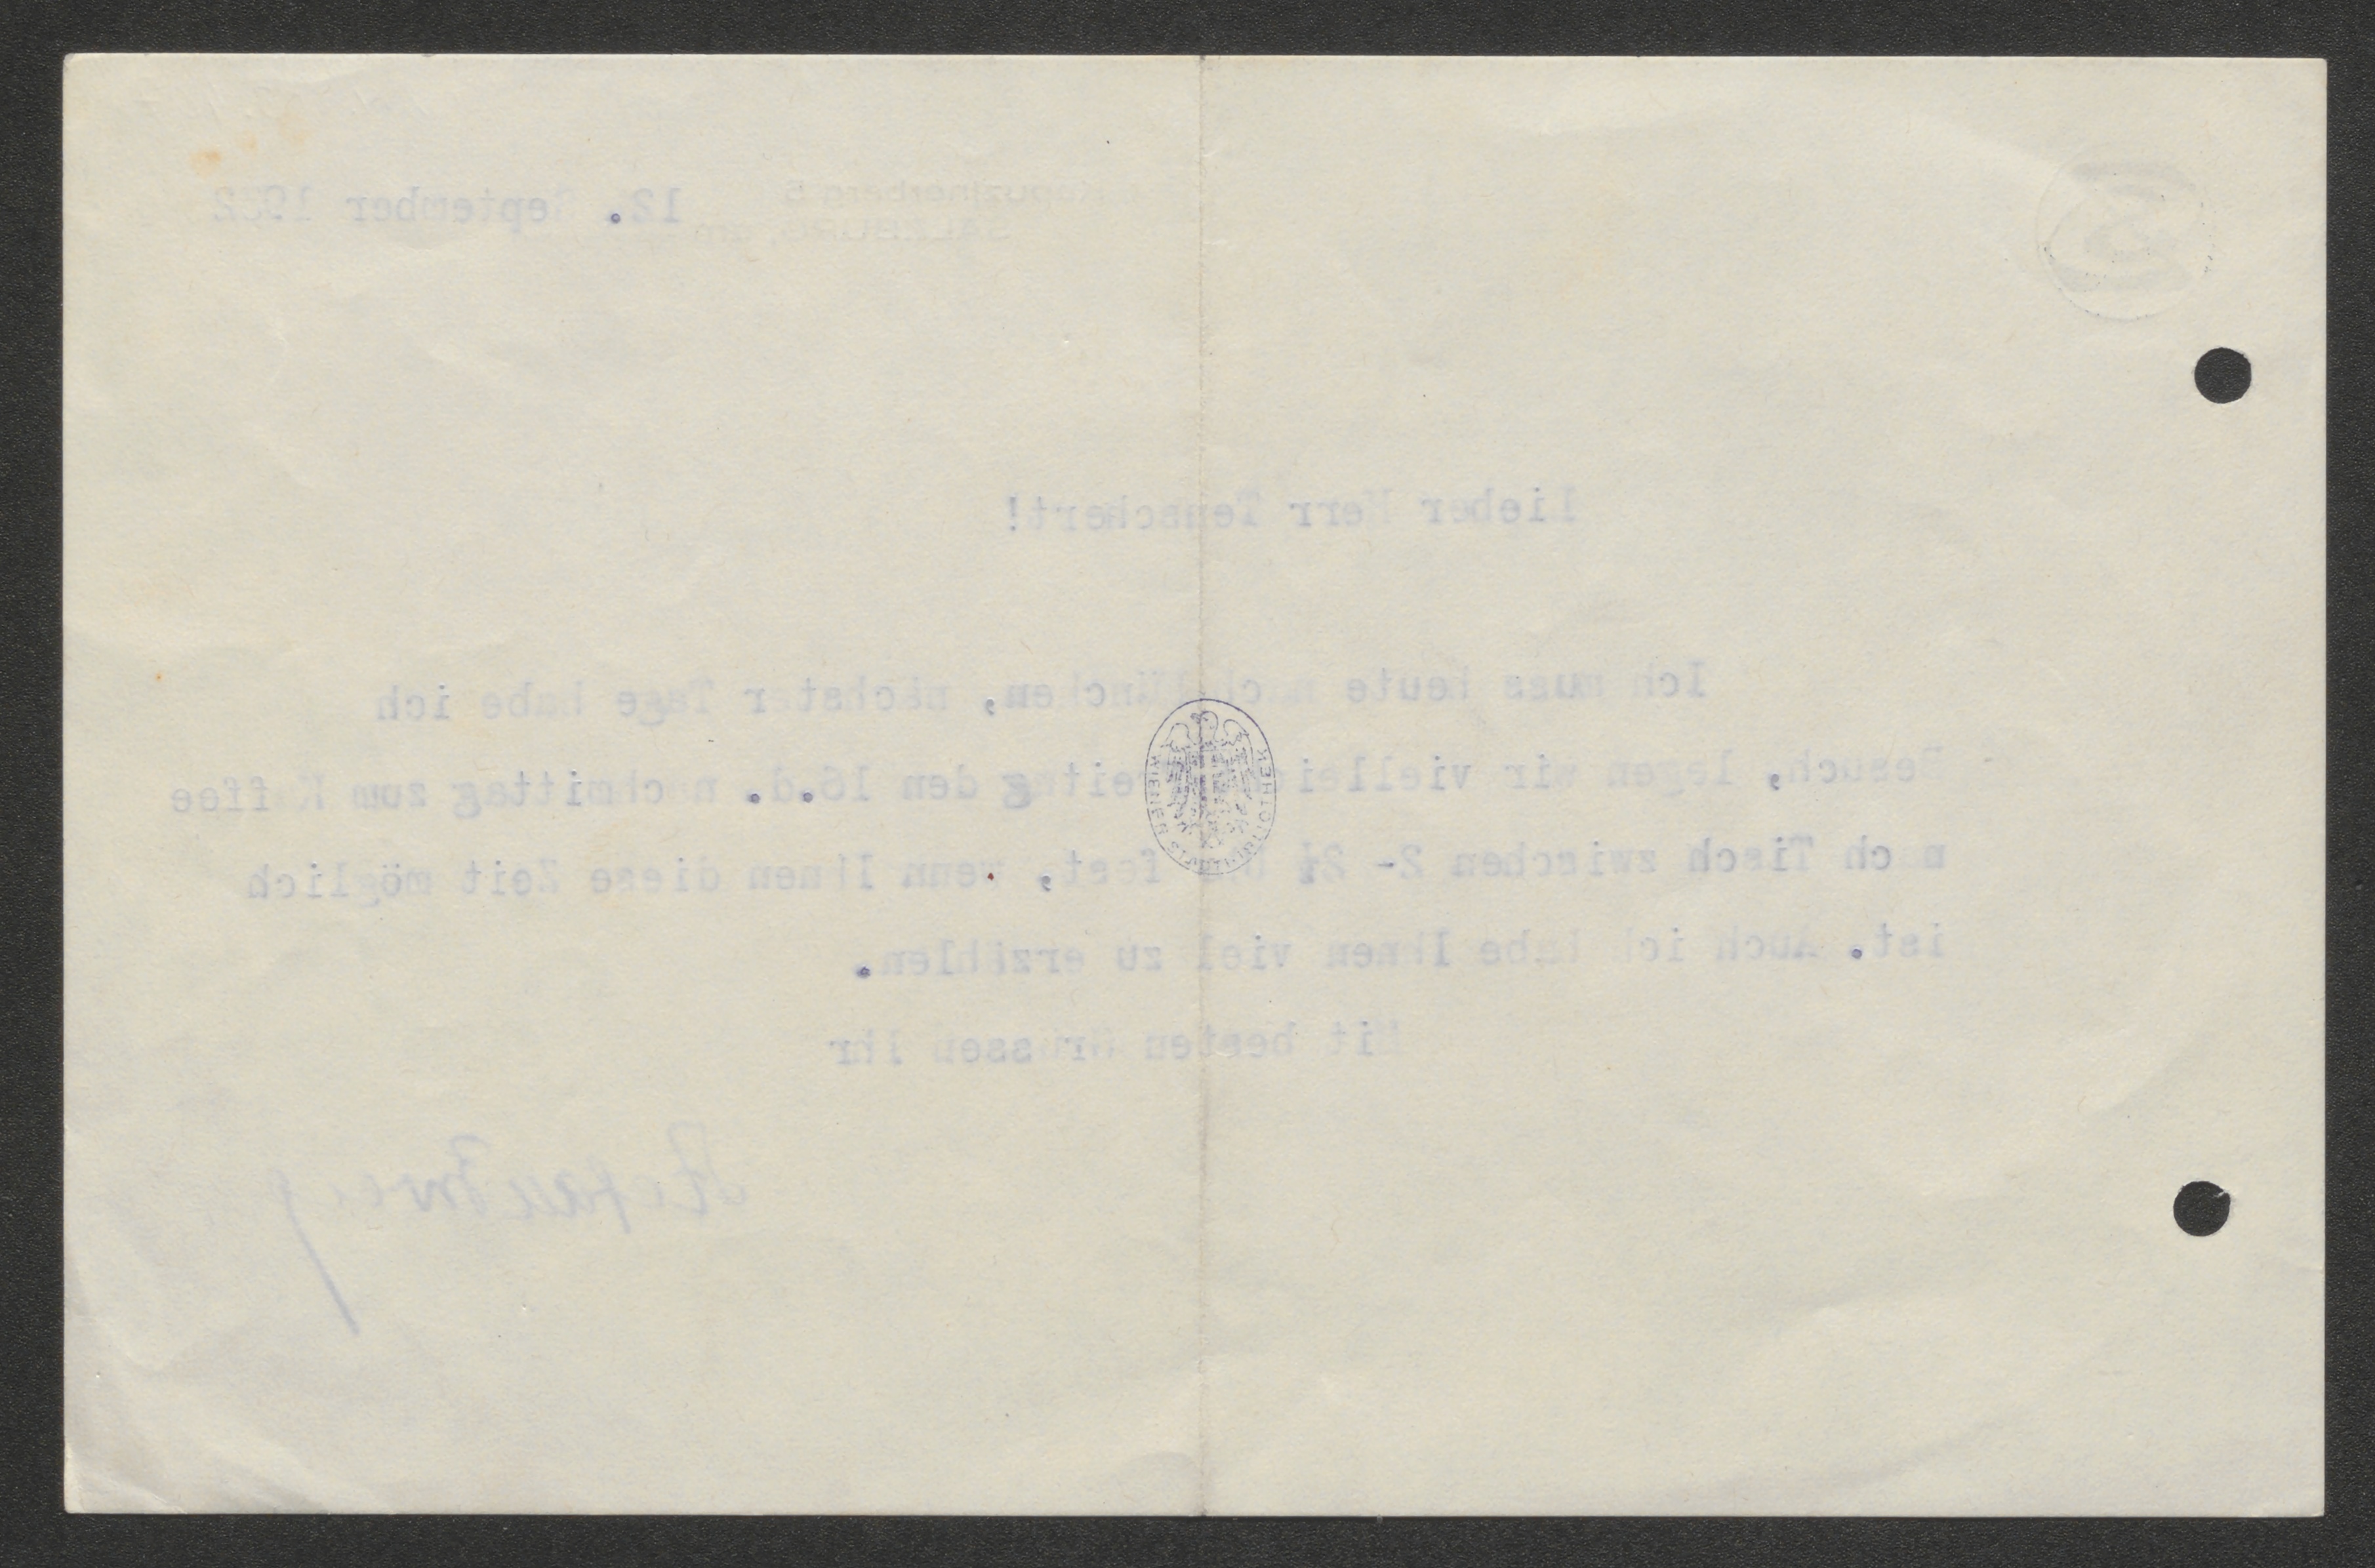 Kapuzinerberg 5
SALZBURG, am
12. September 1932
Lieber Herr Tenschert!
Ich muss heute nach München, nächster Tage habe ich
Besuch, legen wir vielleicht Freitag den 16.d. nachmittag zum Kaffee
nach Tisch zwischen 2- 2½ Uhr fest, wenn Ihnen diese Zeit möglich
ist. Auch ich habe Ihnen viel zu erzählen.
Mit besten Grüssen Ihr
Stefan Zweig
WIENER STADTBIBLIOTHEK